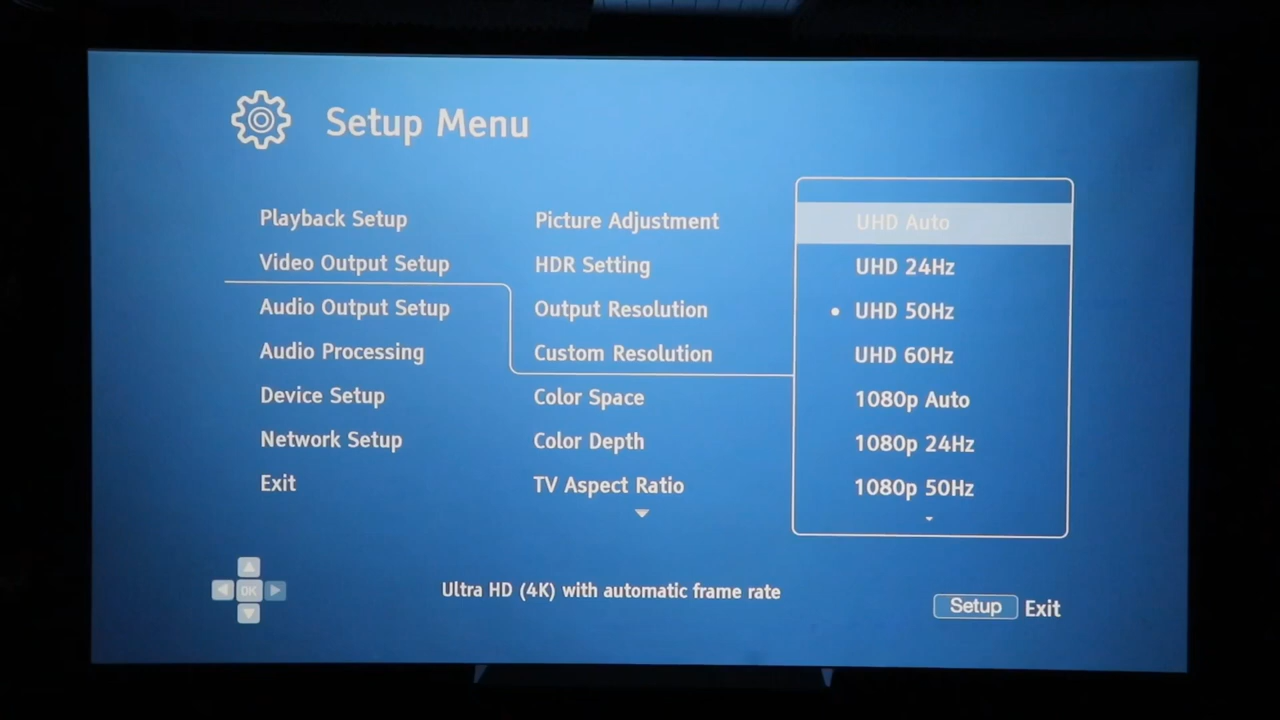 Setup Menu
Playback Setup
Video Output Setup
Audio Output Setup
Audio Processing
Device Setup
Network Setup
Exit
Picture Adjustment
HDR Setting
Output Resolution
Custom Resolution
Color Space
Color Depth
TV Aspect Ratio
UHD Auto
UHD 24Hz
• UHD 50Hz
UHD 60Hz
1080p Auto
1080p 24Hz
1080p 50Hz
OK
Ultra HD (4K) with automatic frame rate
Setup Exit